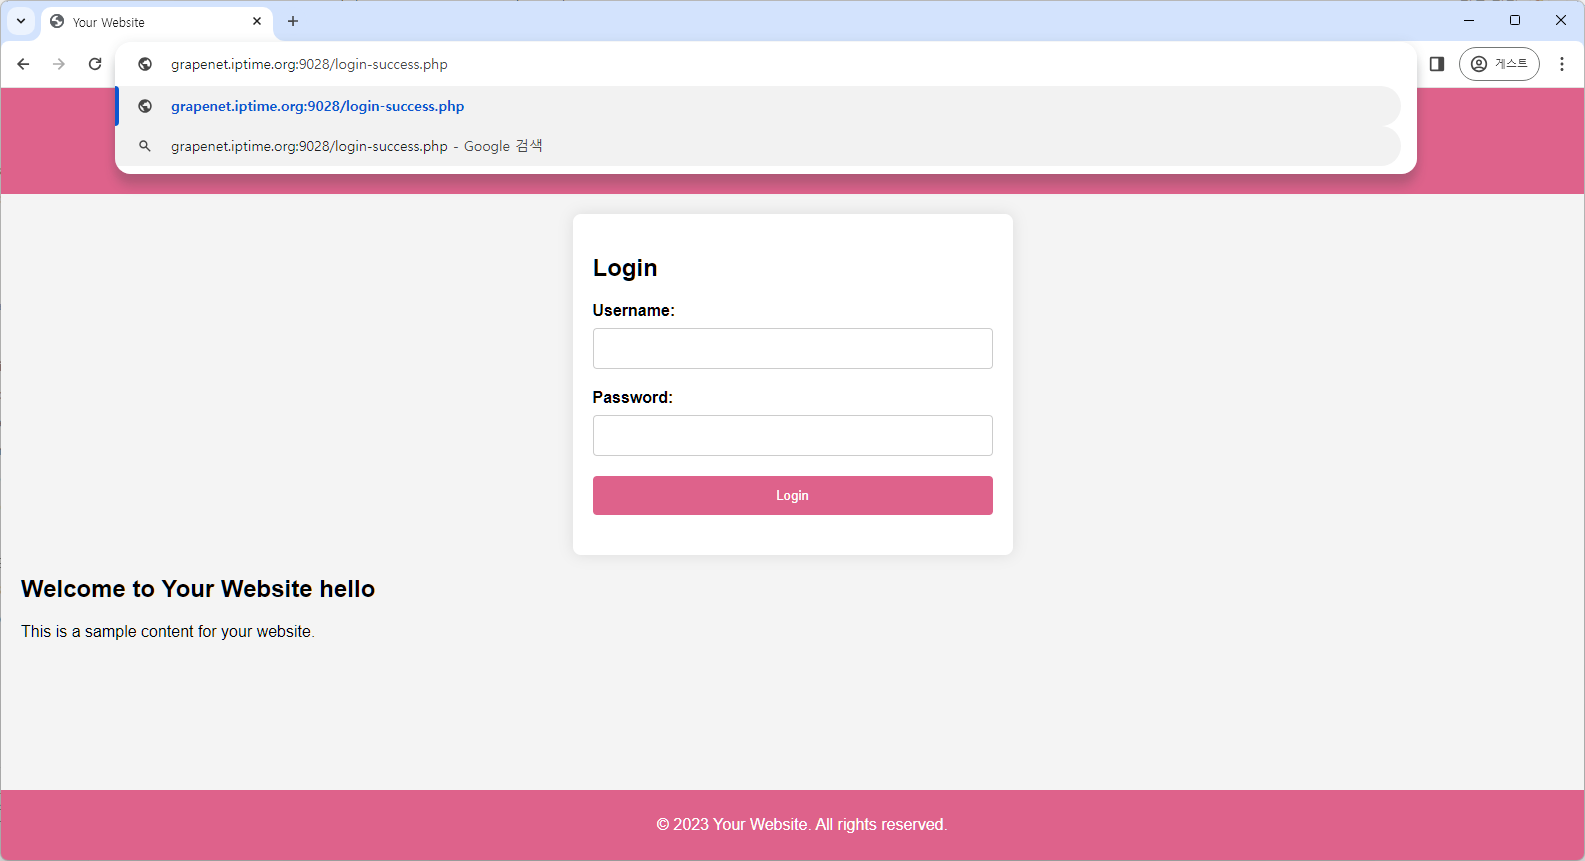 Your Website
grapenet.iptime.org:9028/login-success.php
게스트
grapenet.iptime.org:9028/login-success.php
grapenet.iptime.org:9028/login-success.php - Google 검색
Login
Username:
Password:
Login
Welcome to Your Website hello
This is a sample content for your website.
© 2023 Your Website. All rights reserved.